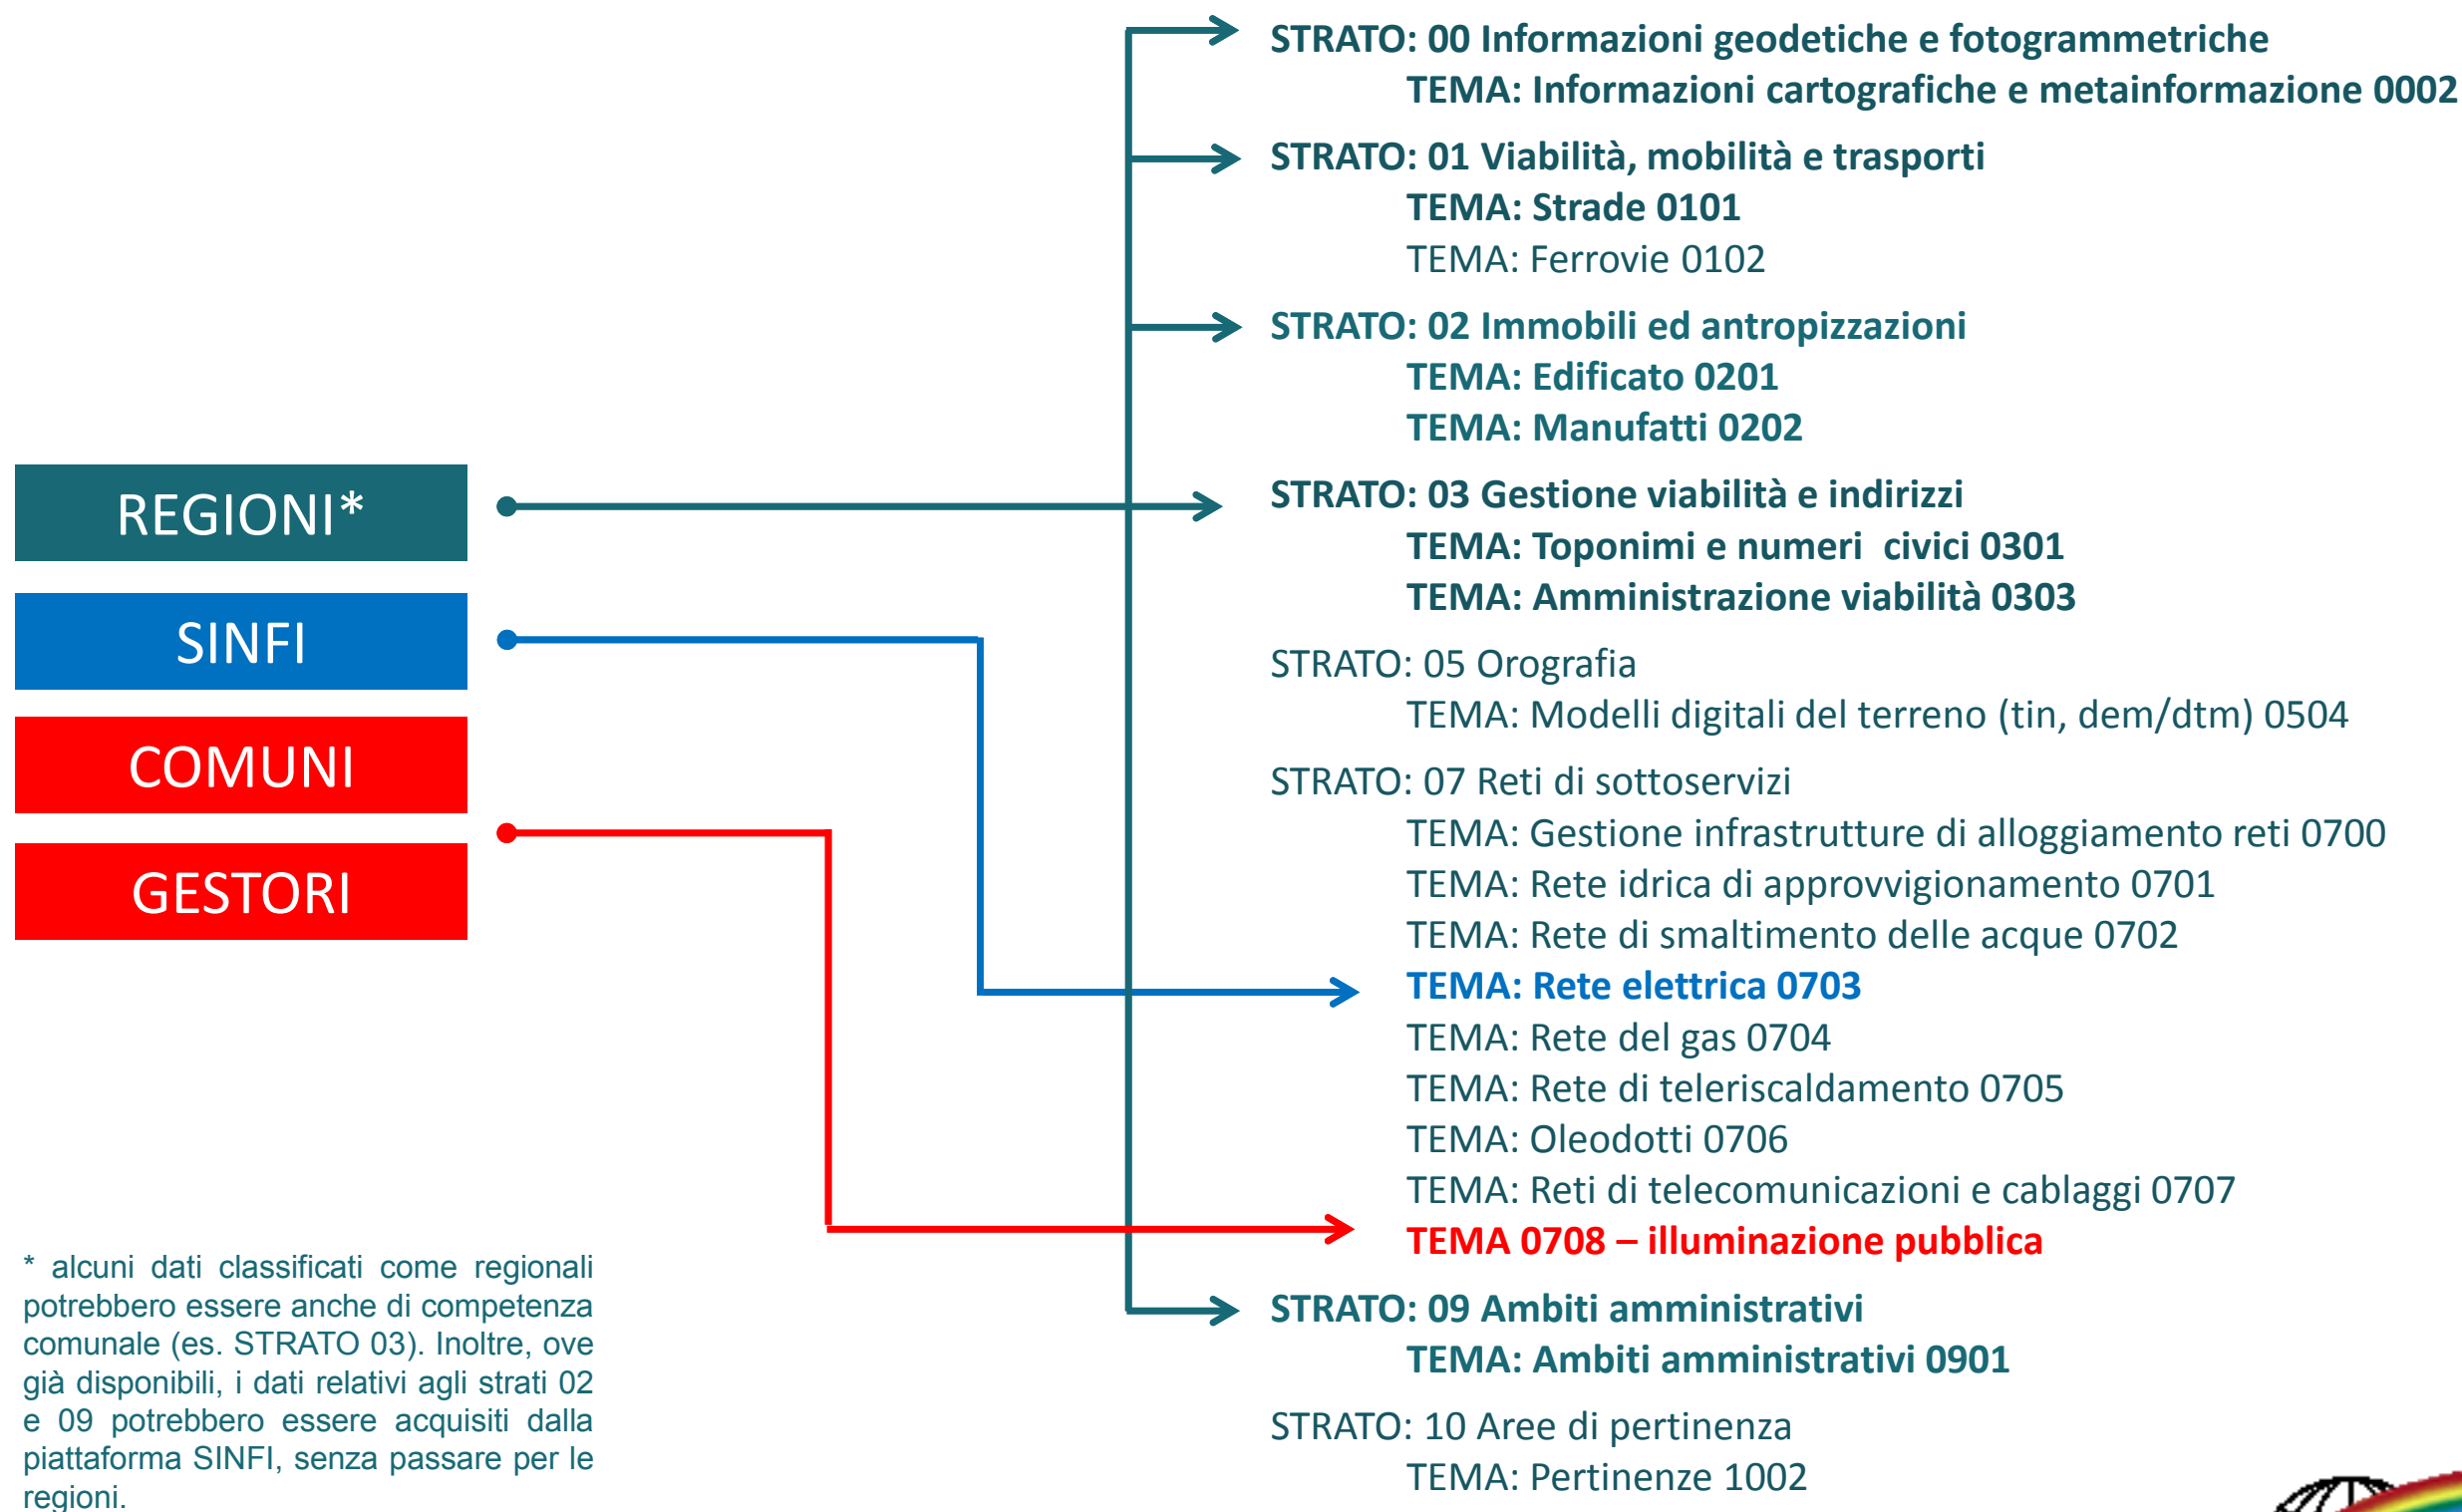 REGIONI*
SINFI
COMUNI
GESTORI
* alcuni dati classificati come regionali
potrebbero essere anche di competenza
comunale (es. STRATO 03). Inoltre, ove
già disponibili, i dati relativi agli strati 02
e 09 potrebbero essere acquisiti dalla
piattaforma SINFI, senza passare per le
regioni.
STRATO: 00 Informazioni geodetiche e fotogrammetriche
TEMA: Informazioni cartografiche e metainformazione 0002
STRATO: 01 Viabilità, mobilità e trasporti
TEMA: Strade 0101
TEMA: Ferrovie 0102
STRATO: 02 Immobili ed antropizzazioni
TEMA: Edificato 0201
TEMA: Manufatti 0202
STRATO: 03 Gestione viabilità e indirizzi
TEMA: Toponimi e numeri  civici 0301
TEMA: Amministrazione viabilità 0303
STRATO: 05 Orografia
TEMA: Modelli digitali del terreno (tin, dem/dtm) 0504
STRATO: 07 Reti di sottoservizi
TEMA: Gestione infrastrutture di alloggiamento reti 0700
TEMA: Rete idrica di approvvigionamento 0701
TEMA: Rete di smaltimento delle acque 0702
TEMA: Rete elettrica 0703
TEMA: Rete del gas 0704
TEMA: Rete di teleriscaldamento 0705
TEMA: Oleodotti 0706
TEMA: Reti di telecomunicazioni e cablaggi 0707
TEMA 0708 – illuminazione pubblica
STRATO: 09 Ambiti amministrativi
TEMA: Ambiti amministrativi 0901
STRATO: 10 Aree di pertinenza
TEMA: Pertinenze 1002